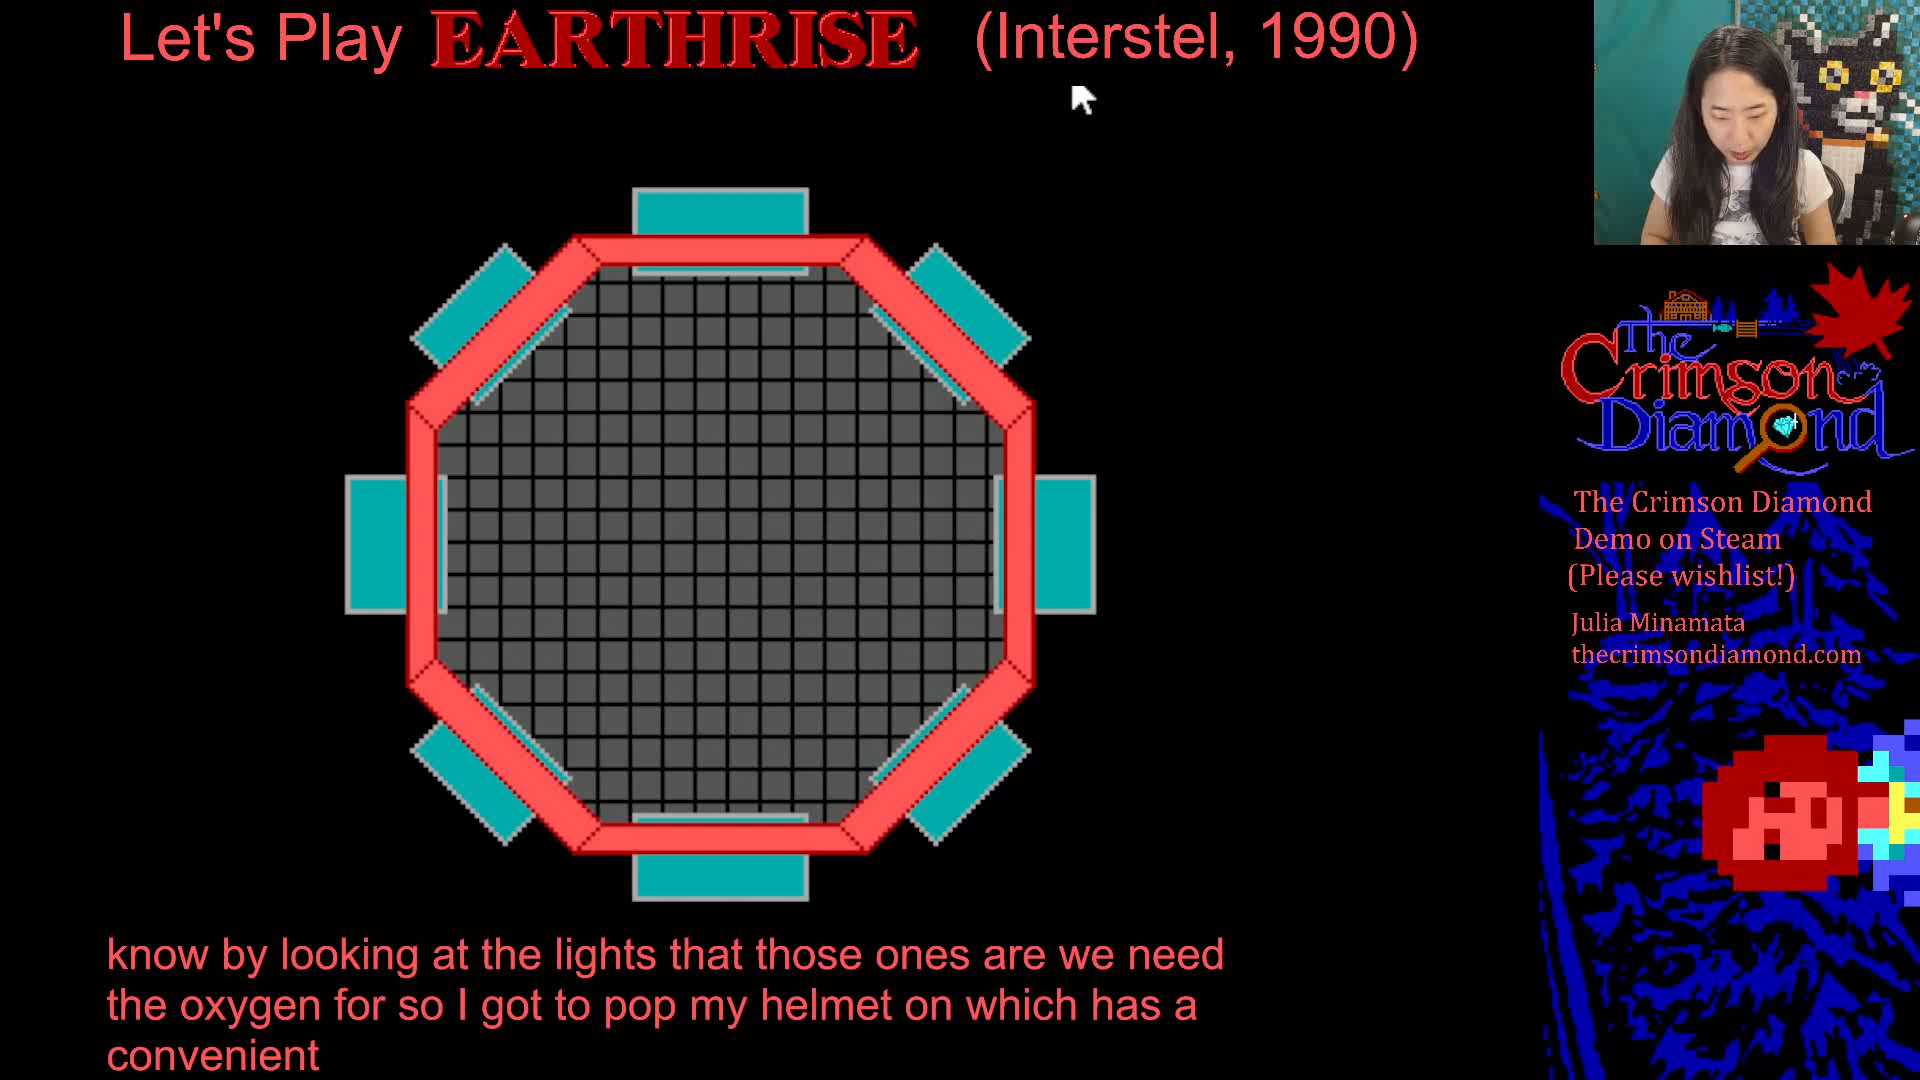 Let's Play EARTHRISE (Interstel, 1990)
The
Crimson
Diamond
The Crimson Diamond
Demo on Steam
(Please wishlist!)
Julia Minamata
thecrimsondiamond.com
know by looking at the lights that those ones are we need
the oxygen for so I got to pop my helmet on which has a
convenient